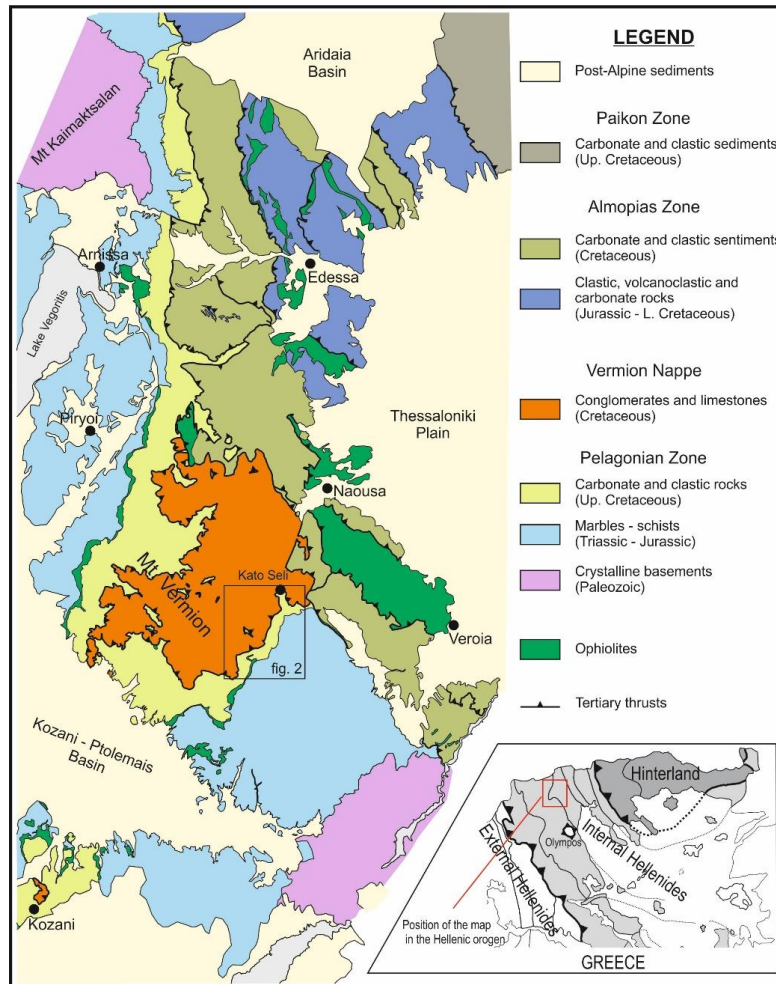 Aridaia
Basin
Mt Kaimaktsalan
Arnissa
Lake Vegoritis
Edessa
Piryoi
Thessaloniki
Plain
Naousa
Mt. Vermion
Kato Seli
Veroia
fig. 2
Kozani - Ptolemais
Basin
Kozani
LEGEND
Post-Alpine sediments
Paikon Zone
Carbonate and clastic sediments
(Up. Cretaceous)
Almopias Zone
Carbonate and clastic sentiments
(Cretaceous)
Clastic, volcanoclastic and
carbonate rocks
(Jurassic - L. Cretaceous)
Vermion Nappe
Conglomerates and limestones
(Cretaceous)
Pelagonian Zone
Carbonate and clastic rocks
(Up. Cretaceous)
Marbles - schists
(Triassic - Jurassic)
Crystalline basements
(Paleozoic)
Ophiolites
Tertiary thrusts
Hinterland
Olympos
Internal Hellenides
External Hellenides
Position of the map
in the Hellenic orogen
GREECE